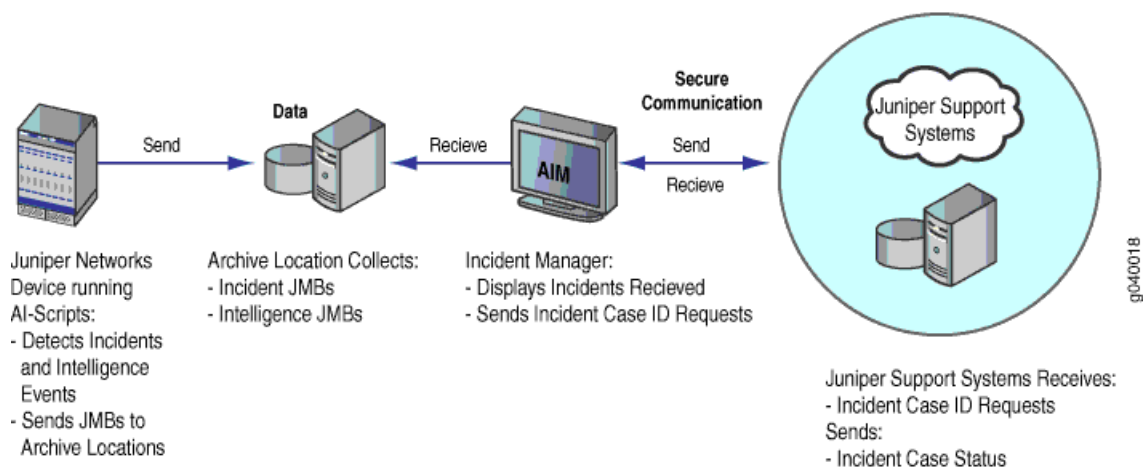 Secure
Communication
Data
Send
Recieve
AIM
Send
Recieve
Juniper Support
Systems
Juniper Networks
Device running
AI-Scripts:
- Detects Incidents
and Intelligence
Events
- Sends JMBs to
Archive Locations
Archive Location Collects:
- Incident JMBs
- Intelligence JMBs
Incident Manager:
- Displays Incidents Recieved
- Sends Incident Case ID Requests
Juniper Support Systems Receives:
- Incident Case ID Requests
Sends:
- Incident Case Status
g040018